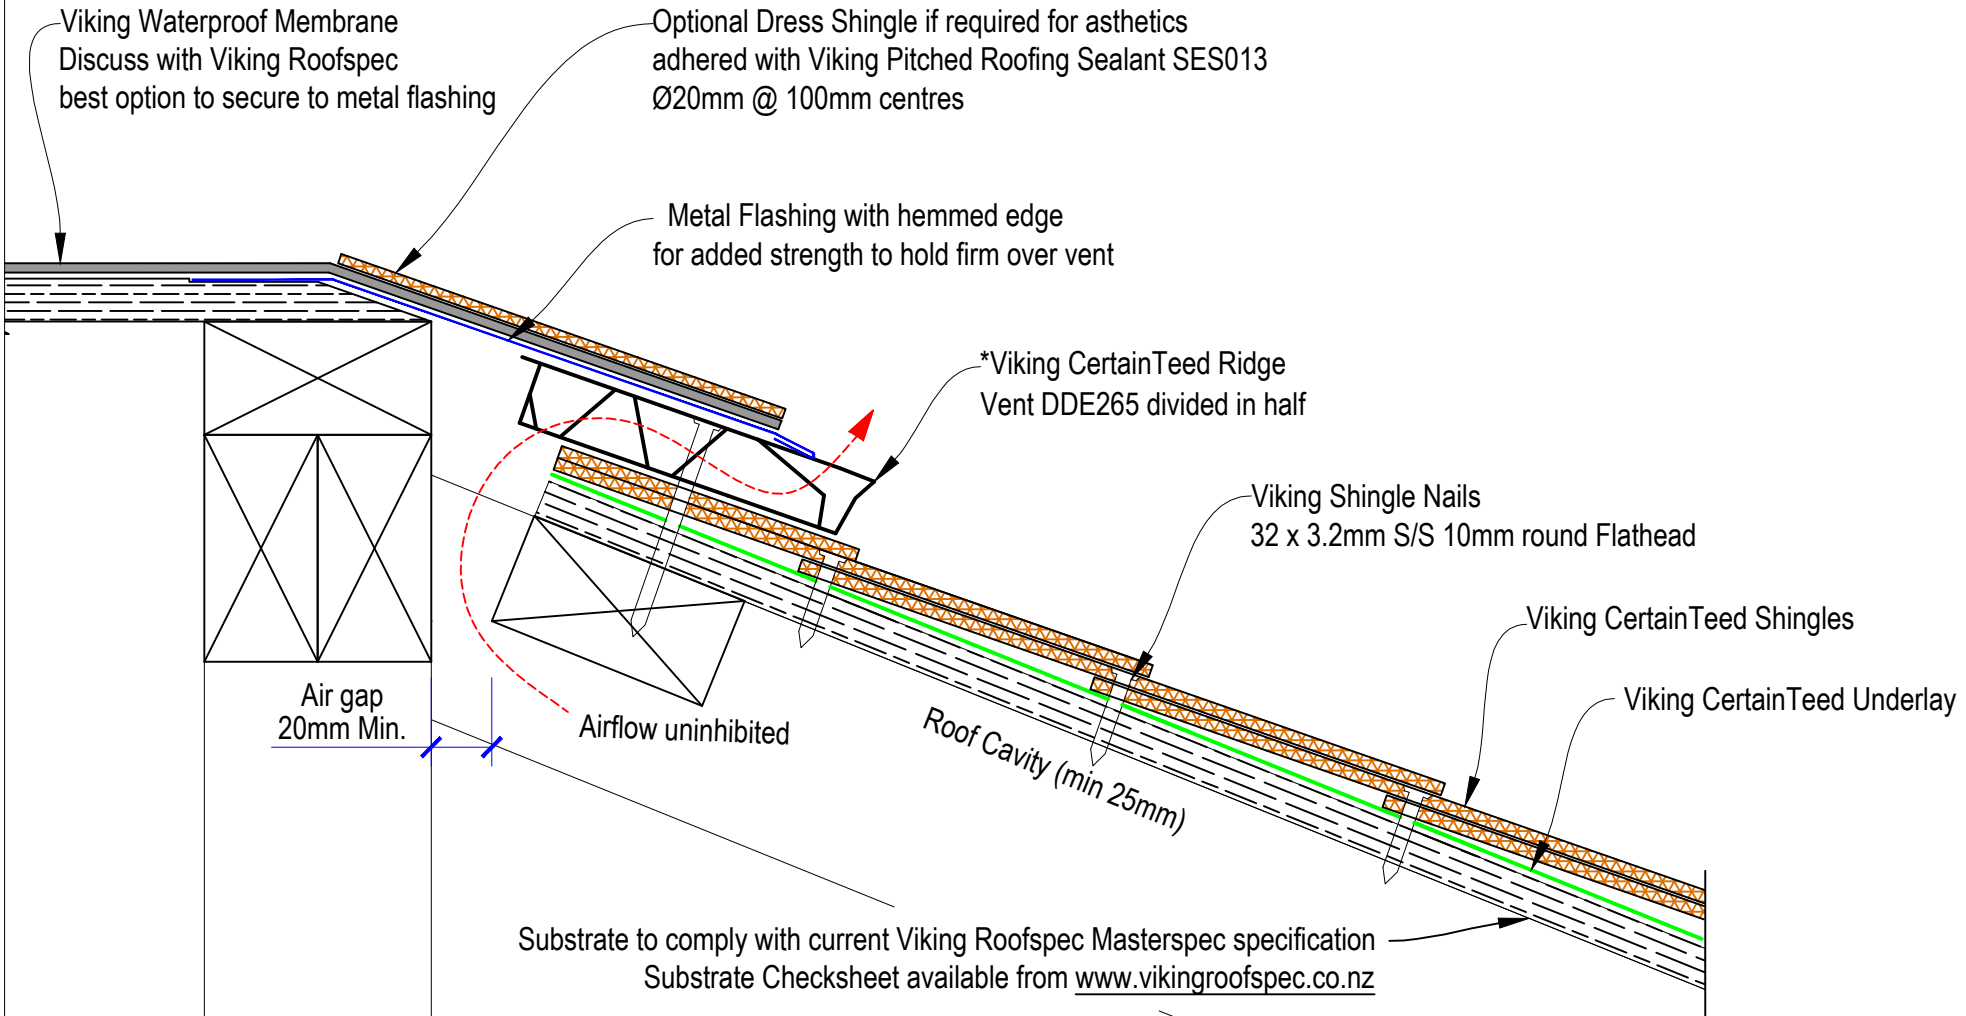 Viking Waterproof Membrane
Discuss with Viking Roofspec
best option to secure to metal flashing
Optional Dress Shingle if required for asthetics
adhered with Viking Pitched Roofing Sealant SES013
Ø20mm @ 100mm centres
Metal Flashing with hemmed edge
for added strength to hold firm over vent
*Viking CertainTeed Ridge
Vent DDE265 divided in half
Viking Shingle Nails
32 x 3.2mm S/S 10mm round Flathead
Viking CertainTeed Shingles
Viking CertainTeed Underlay
Air gap
20mm Min.
Airflow uninhibited
Roof Cavity (min 25mm)
Substrate to comply with current Viking Roofspec Masterspec specification
Substrate Checksheet available from www.vikingroofspec.co.nz